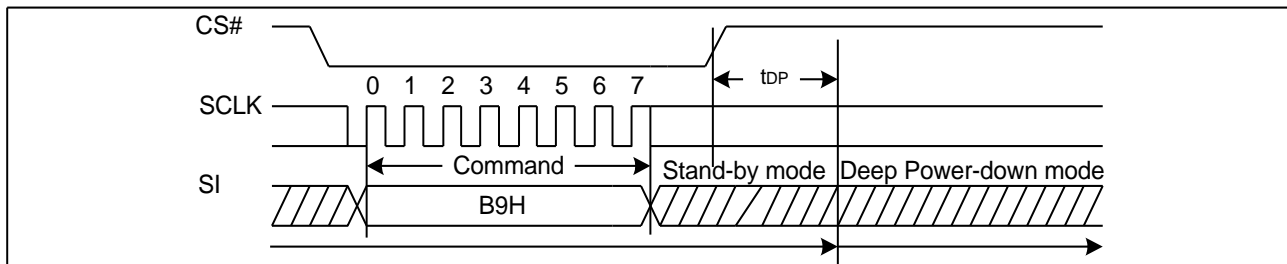 CS#
tDP
0 1 2 3 4 5 6 7
SCLK
Command
Stand-by mode Deep Power-down mode
SI
B9H